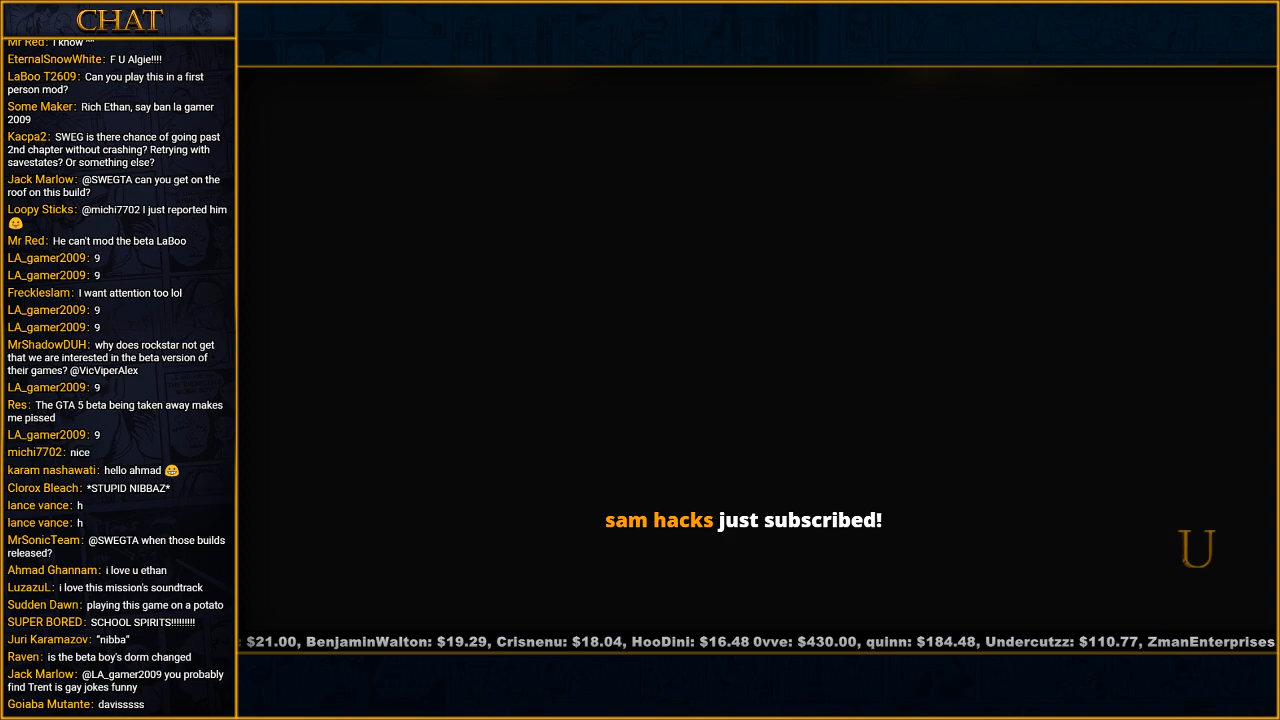 CHAT
Mr Red: I know ^^
EternalSnowWhite: F U Algie!!!!
LaBoo T2609: Can you play this in a first
person mod?
Some Maker: Rich Ethan, say ban la gamer
2009
Kacpa2: SWEG is there chance of going past
2nd chapter without crashing? Retrying with
savestates? Or something else?
Jack Marlow: @SWEGTA can you get on the
roof on this build?
Loopy Sticks: @michi7702 I just reported him
Mr Red: He can't mod the beta LaBoo
LA_gamer2009: 9
LA_gamer2009: 9
Freckleslam: I want attention too lol
LA_gamer2009: 9
LA_gamer2009: 9
MrShadowDUH: why does rockstar not get
that we are interested in the beta version of
their games? @VicViperAlex
LA_gamer2009: 9
Res: The GTA 5 beta being taken away makes
me pissed
LA_gamer2009: 9
michi7702: nice
karam nashawati: hello ahmad
Clorox Bleach: *STUPID NIBBAZ*
lance vance: h
lance vance: h
MrSonicTeam: @SWEGTA when those builds
released?
Ahmad Ghannam: i love u ethan
LuzazuL: i love this mission's soundtrack
Sudden Dawn: playing this game on a potato
SUPER BORED: SCHOOL SPIRITS!!!!!!!!!
Juri Karamazov: "nibba"
Raven: is the beta boy's dorm changed
Jack Marlow: @LA_gamer2009 you probably
find Trent is gay jokes funny
Goiaba Mutante: davisssss
sam hacks just subscribed!
U
: $21.00, BenjaminWalton: $19.29, Crisnenu: $18.04, HooDini: $16.48 Ovve: $430.00, quinn: $184.48, Undercutzz: $110.77, ZmanEnterprises